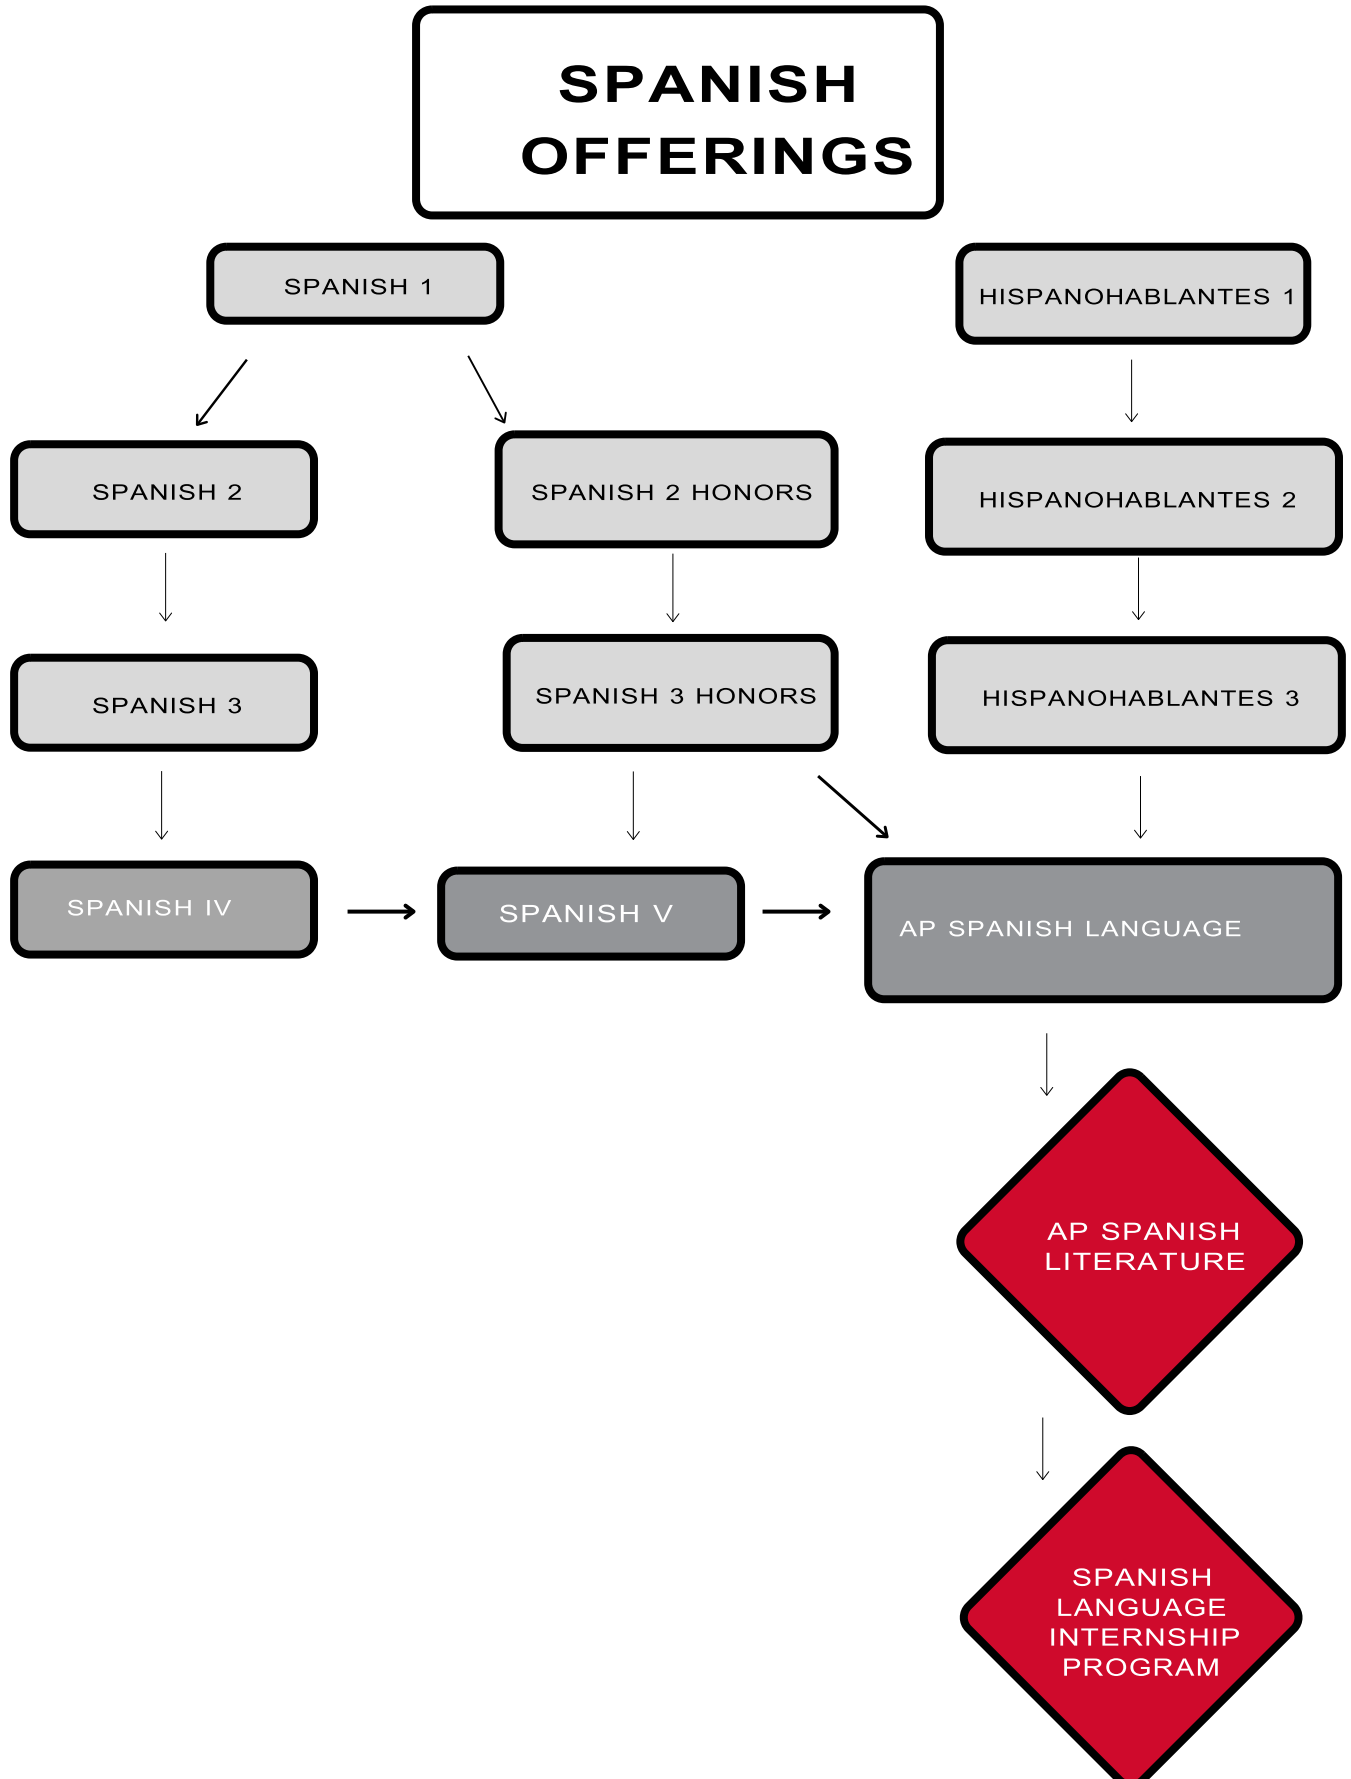 SPANISH
OFFERINGS
SPANISH 1
HISPANOHABLANTES 1
SPANISH 2
SPANISH 2 HONORS
HISPANOHABLANTES 2
SPANISH 3
SPANISH 3 HONORS
HISPANOHABLANTES 3
SPANISH IV
SPANISH V
AP SPANISH LANGUAGE
AP SPANISH
LITERATURE
SPANISH
LANGUAGE
INTERNSHIP
PROGRAM